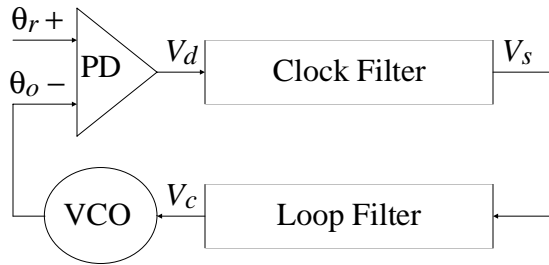 θr +
PD
Vd
Clock Filter
Vs
θo −
VCO
Vc
Loop Filter